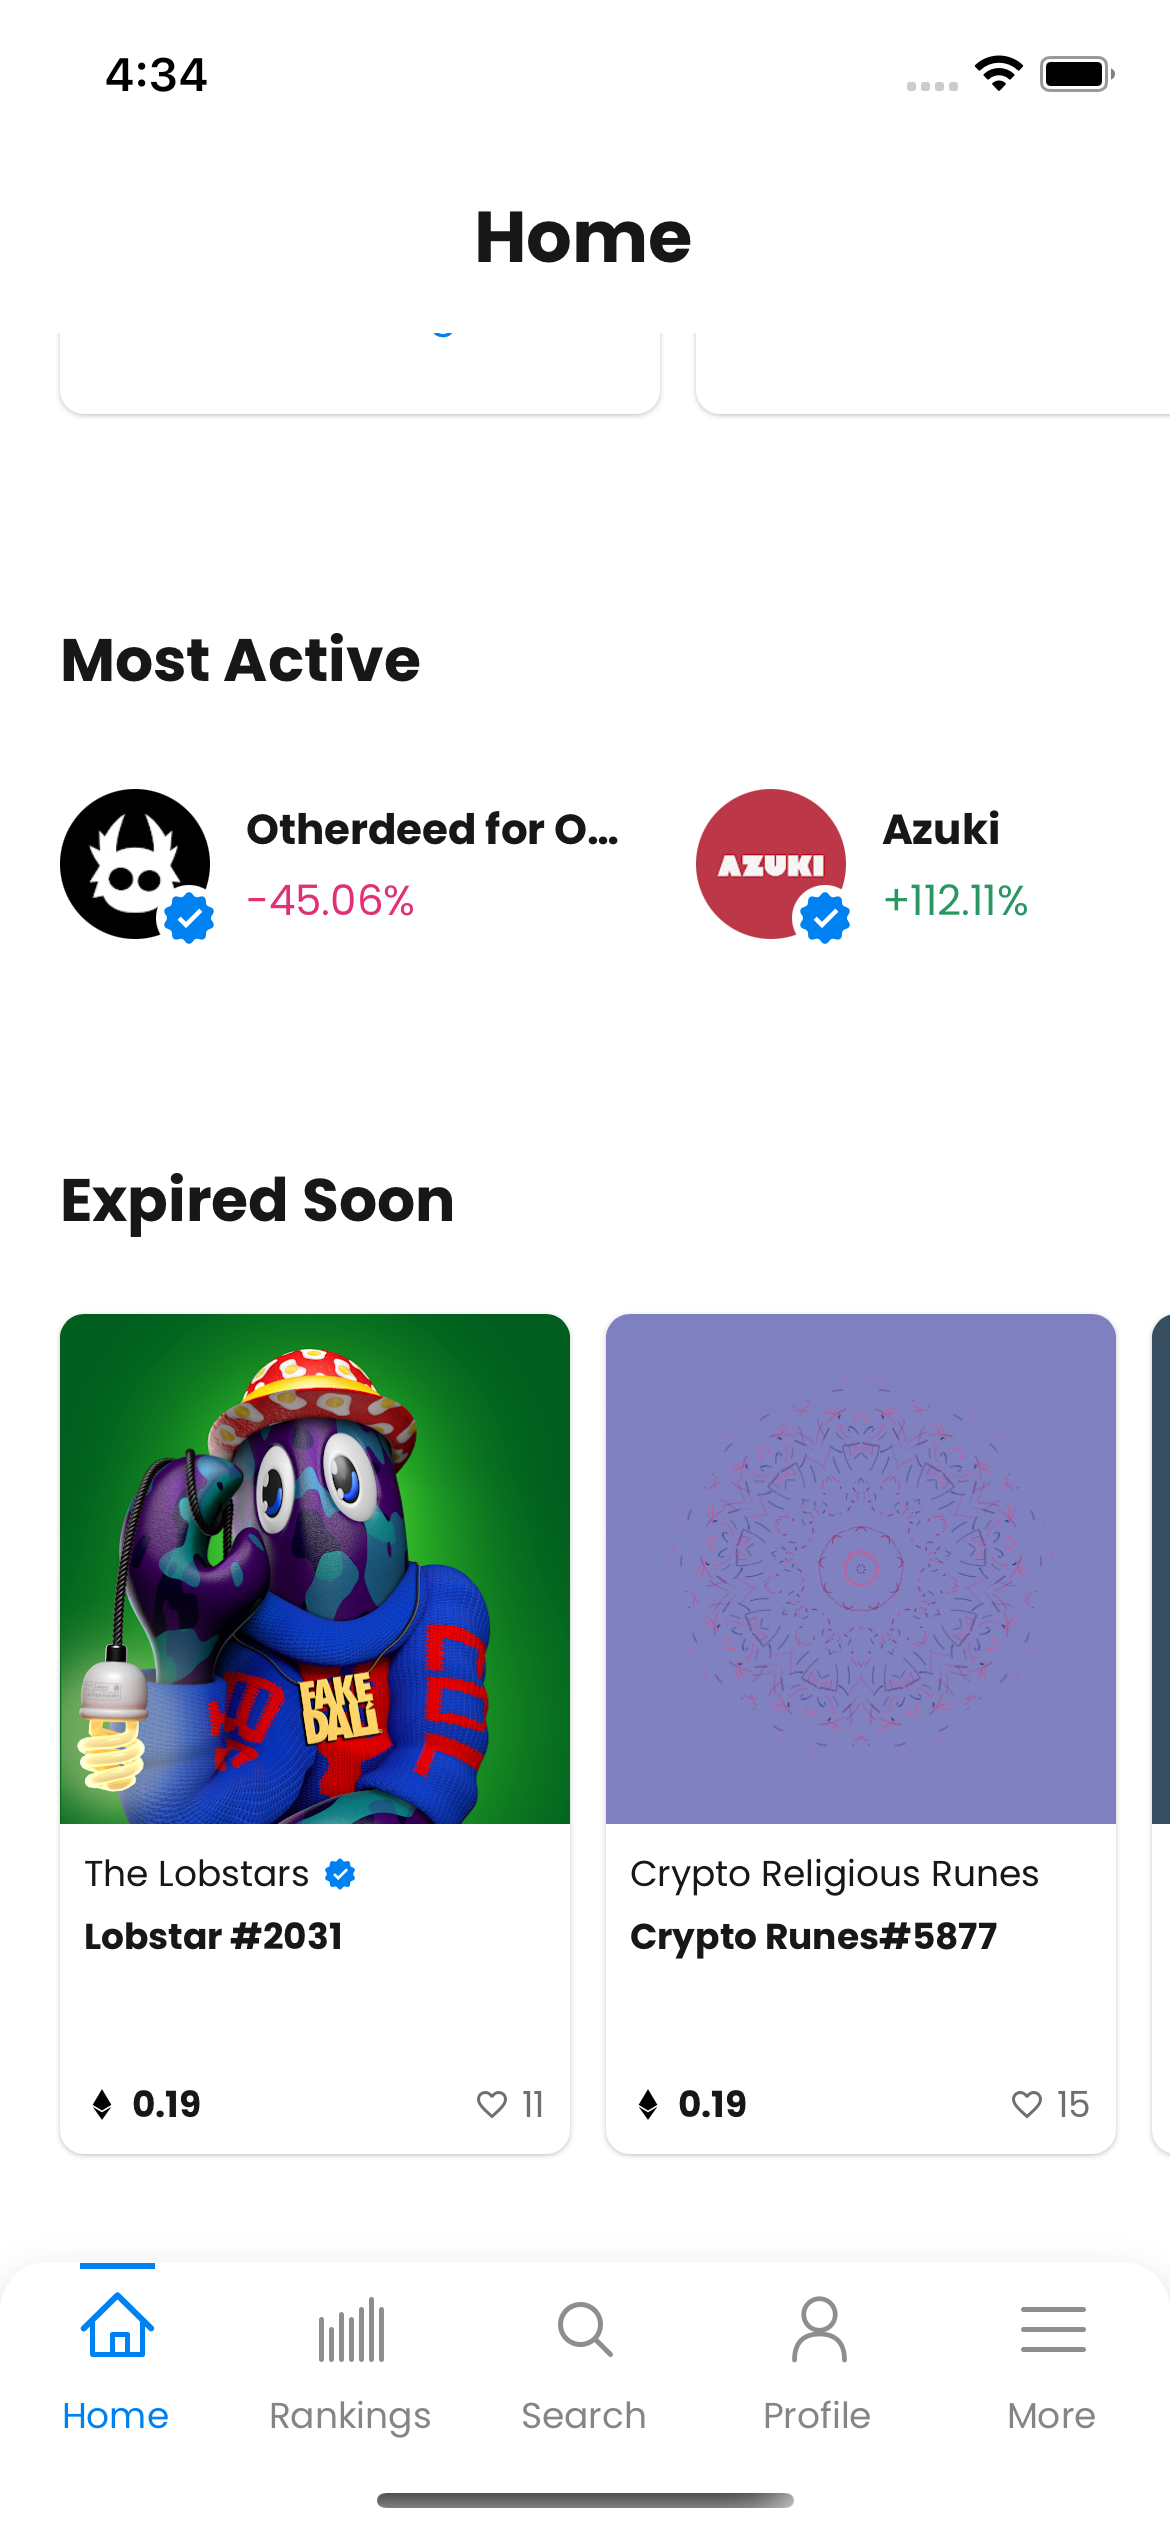 4:34
Home
Most Active
Otherdeed for O...
-45.06%
AZUKI
Azuki
+112.11%
Expired Soon
FAKE
DALI
The Lobstars
Lobstar #2031
0.19
11
Crypto Religious Runes
Crypto Runes#5877
0.19
15
Home
Rankings
Search
Profile
More